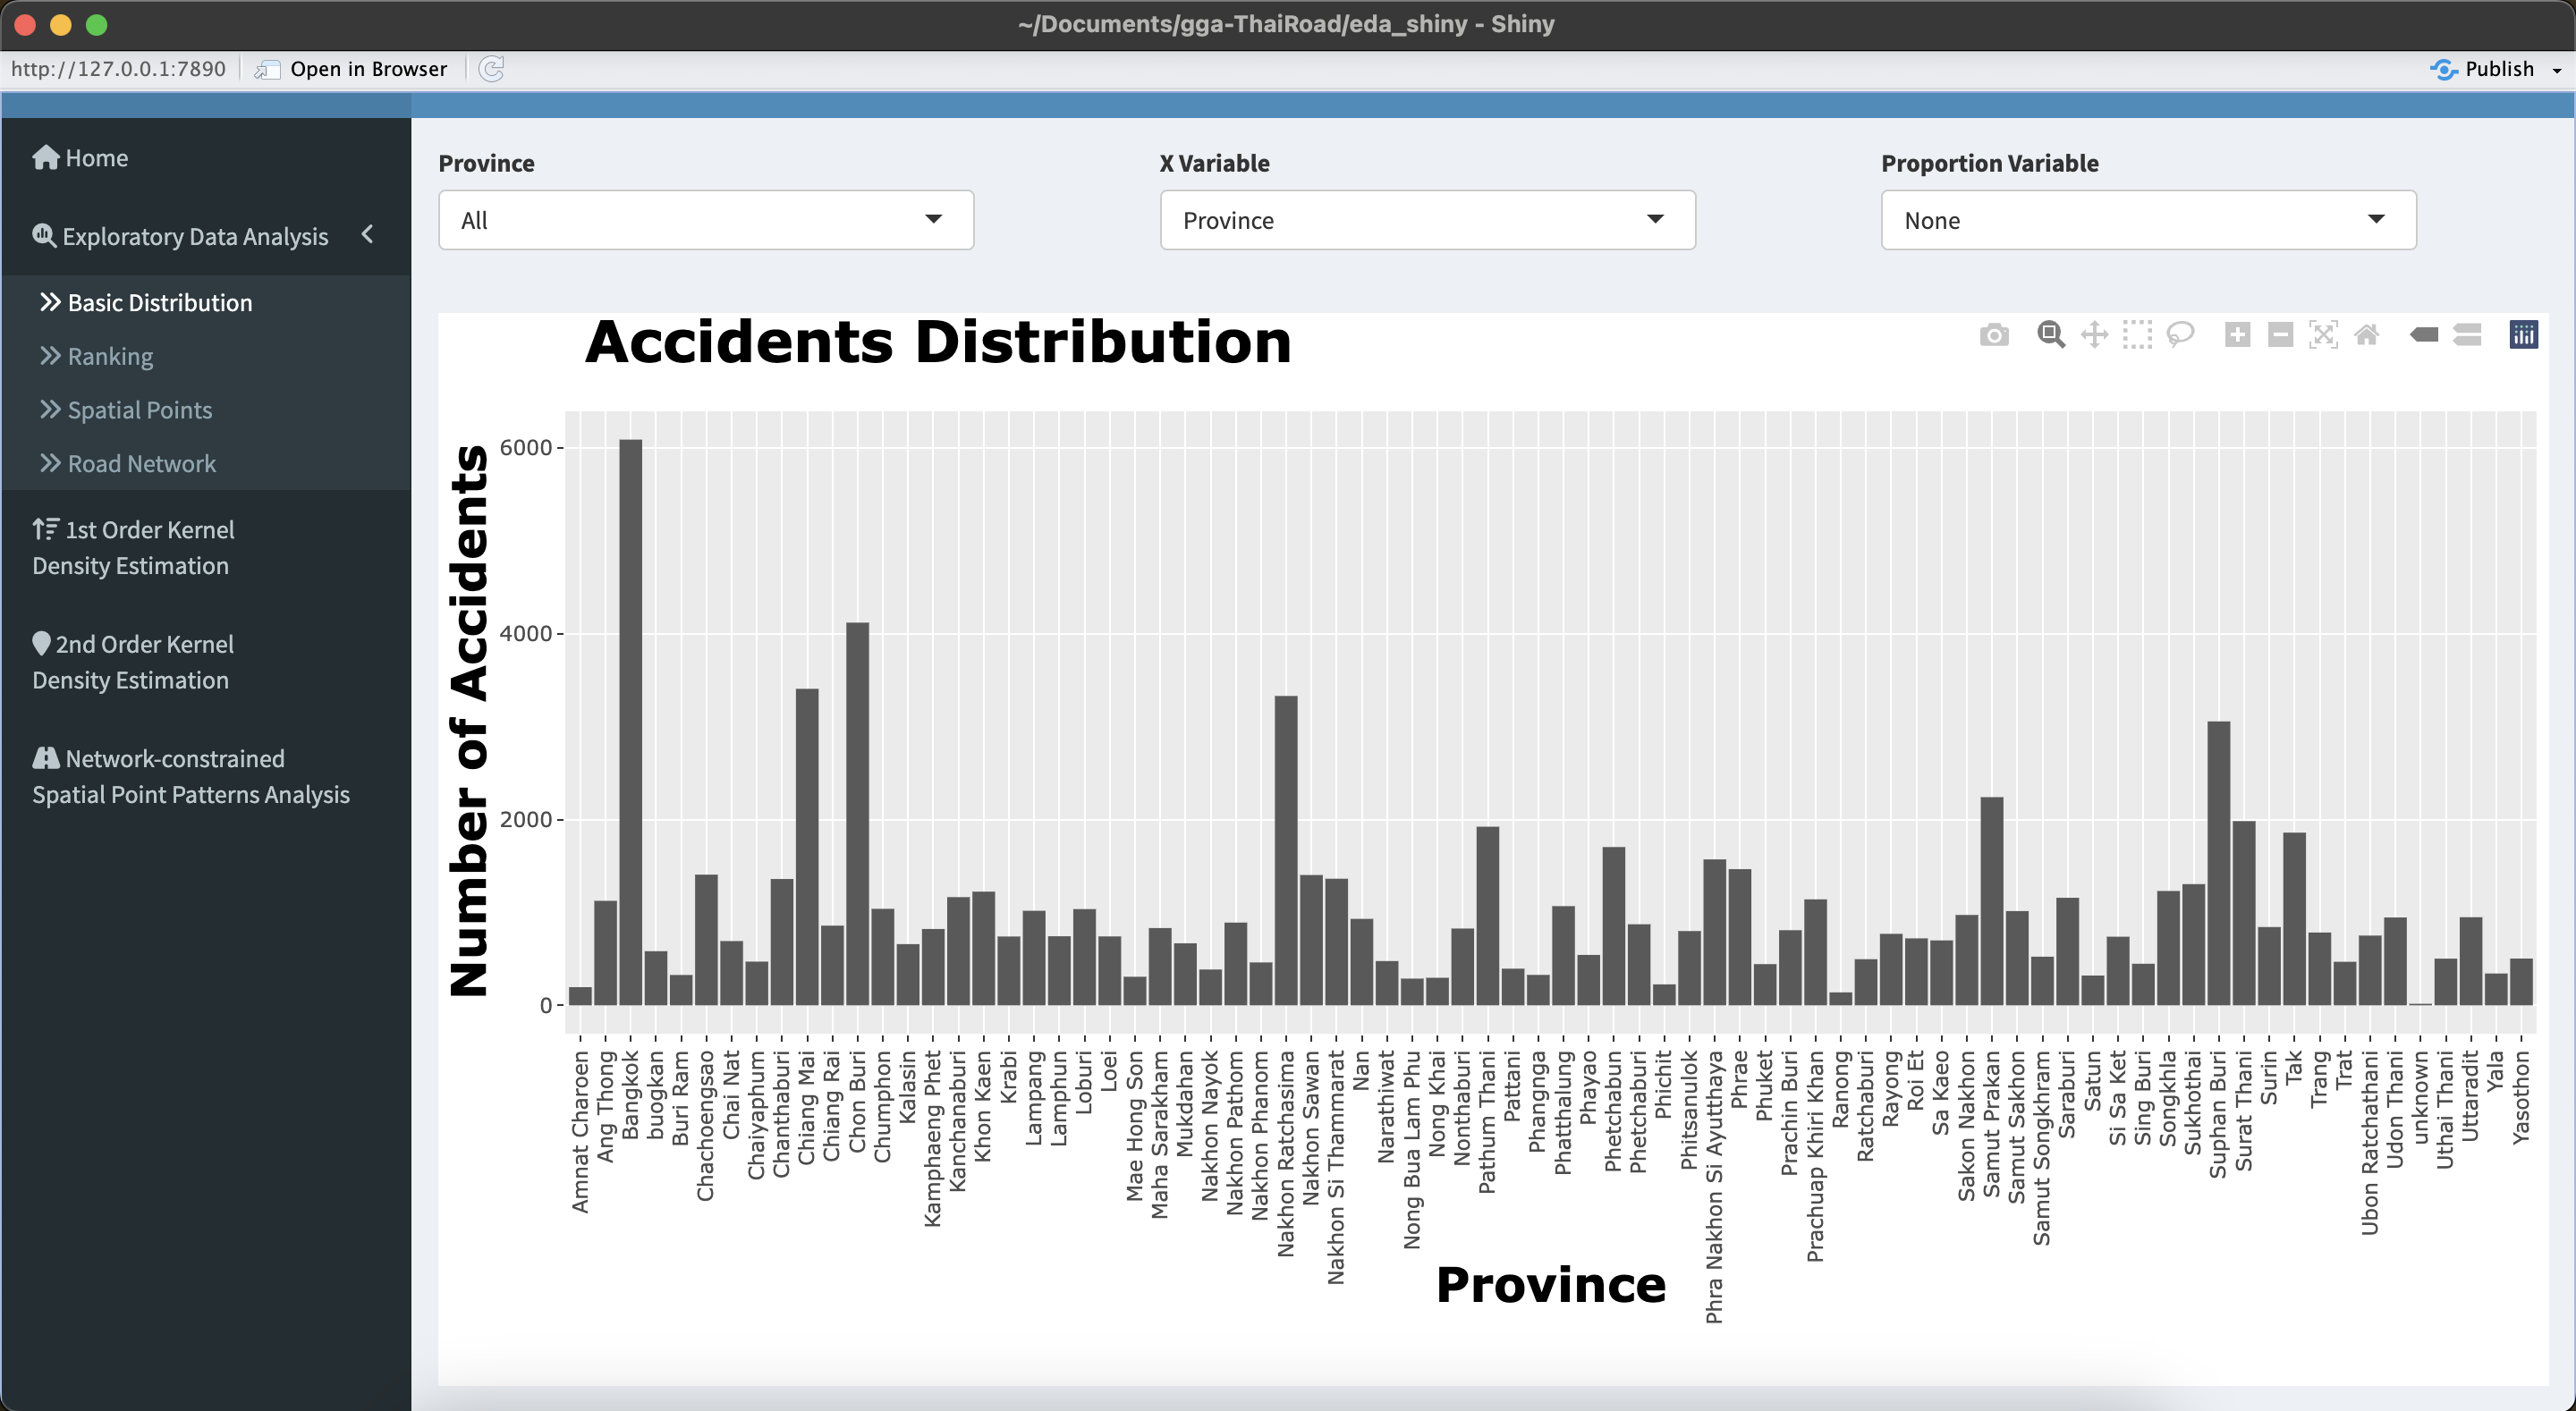 ~/Documents/gga-ThaiRoad/eda_shiny - Shiny
http://127.0.0.1:7890
Open in Browser
Publish
Home
Exploratory Data Analysis
Basic Distribution
Ranking
Spatial Points
Road Network
1st Order Kernel
Density Estimation
2nd Order Kernel
Density Estimation
Network-constrained
Spatial Point Patterns Analysis
Province
All
X Variable
Province
Proportion Variable
None
Accidents Distribution
Number of Accidents
6000
4000
2000
0
Amnat Charoen
Ang Thong
Bangkok
buogkan
Buri Ram
Chachoengsao
Chai Nat
Chaiyaphum
Chanthaburi
Chiang Mai
Chiang Rai
Chon Buri
Chumphon
Kalasin
Kamphaeng Phet
Kanchanaburi
Khon Kaen
Krabi
Lampang
Lamphun
Loburi
Loei
Mae Hong Son
Maha Sarakham
Mukdahan
Nakhon Nayok
Nakhon Pathom
Nakhon Phanom
Nakhon Ratchasima
Nakhon Sawan
Nakhon Si Thammarat
Nan
Narathiwat
Nong Bua Lam Phu
Nong Khai
Nonthaburi
Pathum Thani
Pattani
Phangnga
Phatthalung
Phayao
Phetchabun
Phetchaburi
Phichit
Phitsanulok
Phra Nakhon Si Ayutthaya
Phrae
Phuket
Prachin Buri
Prachuap Khiri Khan
Ranong
Ratchaburi
Rayong
Roi Et
Sa Kaeo
Sakon Nakhon
Samut Prakan
Samut Sakhon
Samut Songkhram
Saraburi
Satun
Si Sa Ket
Sing Buri
Songkhla
Sukhothai
Suphan Buri
Surat Thani
Surin
Tak
Trang
Trat
Ubon Ratchathani
Udon Thani
unknown
Uthai Thani
Uttaradit
Yala
Yasothon
Province